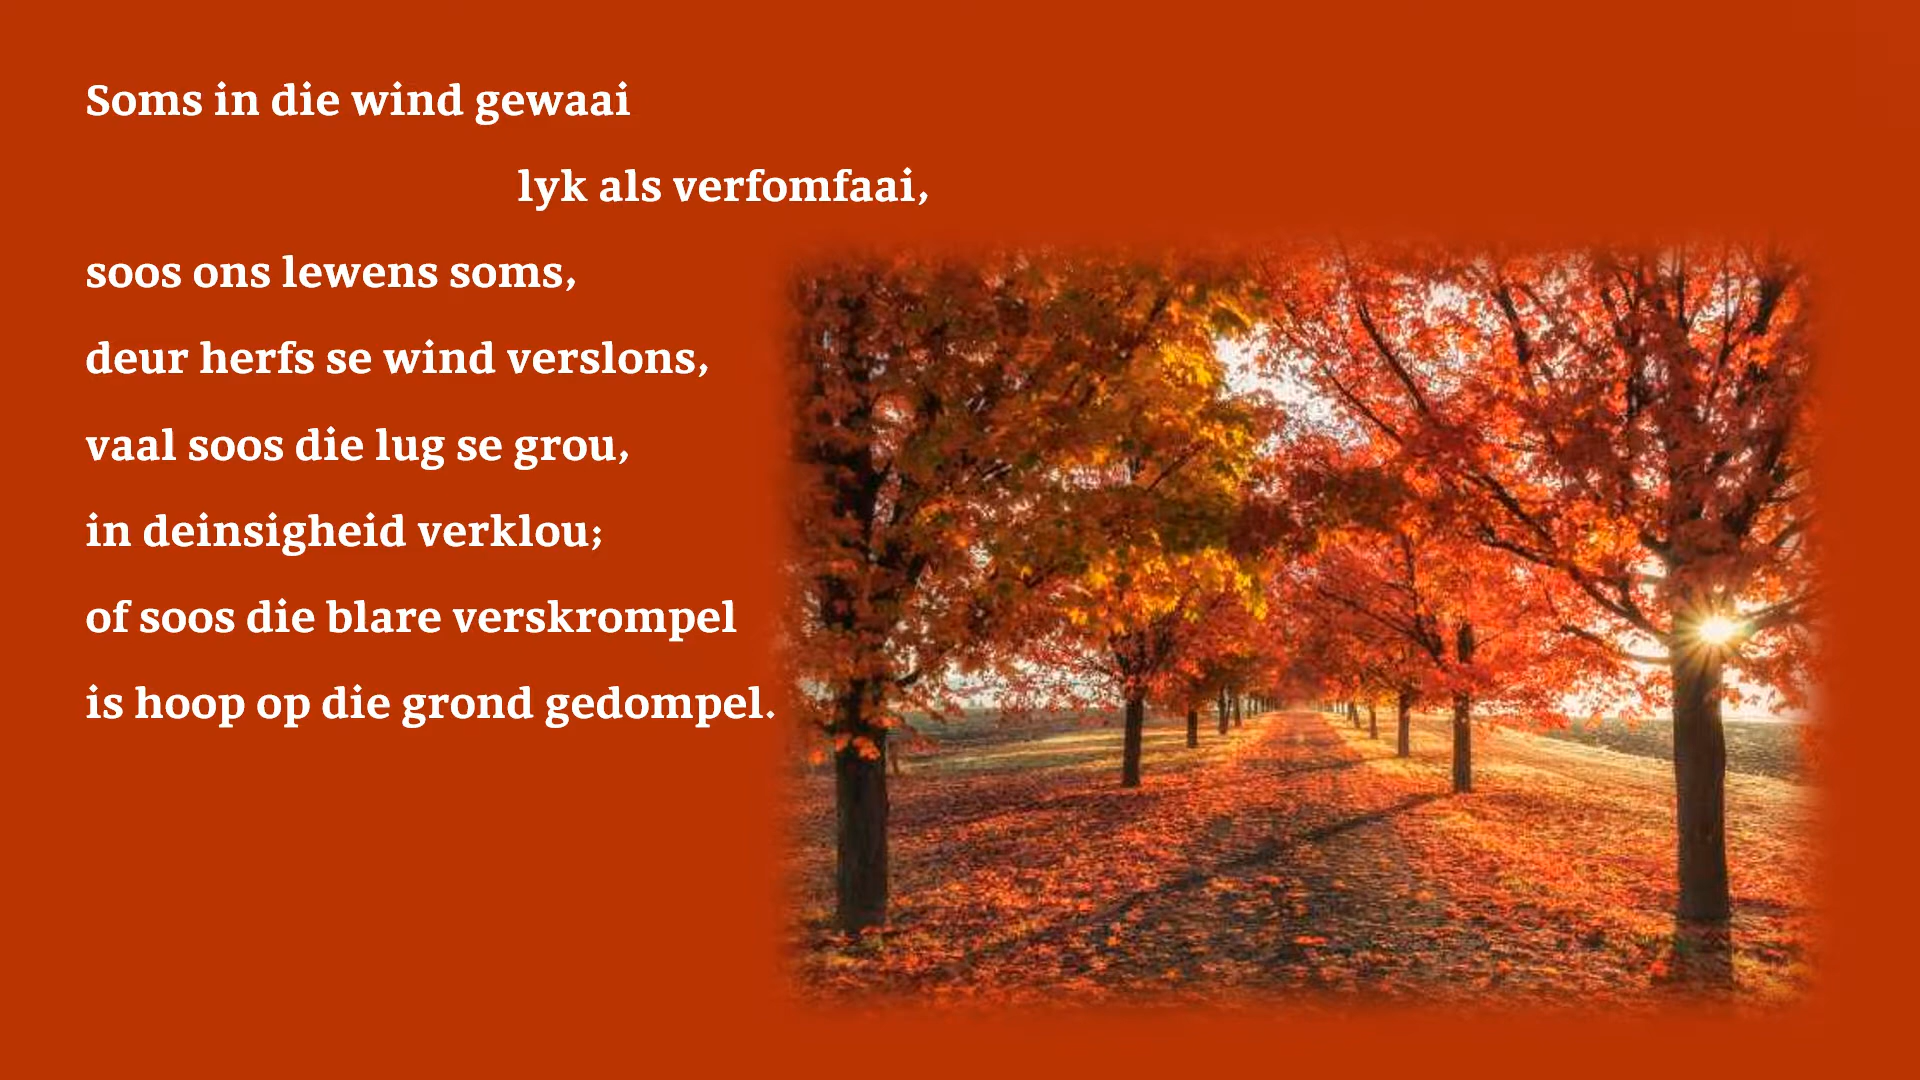 Soms in die wind gewaai
lyk als verfomfaai,
soos ons lewens soms,
deur herfs se wind verslons,
vaal soos die lug se grou,
in deinsigheid verklou;
of soos die blare verskrompel
is hoop op die grond gedompel.